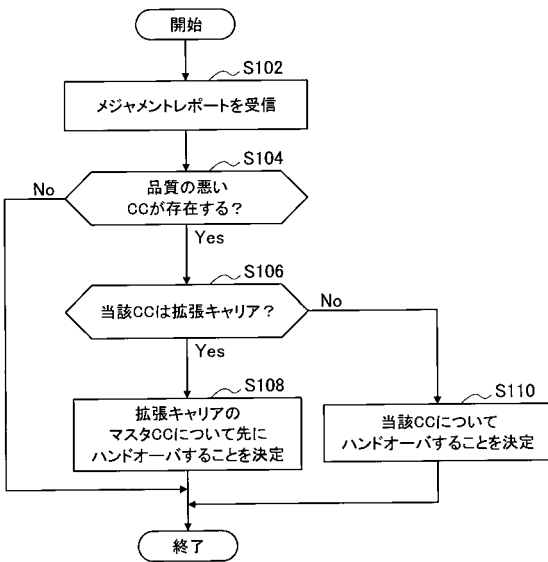 開始
S102
メジャメントレポートを受信
S104
No
品質の悪い
CCが存在する？
Yes
S106
当該CCは拡張キャリア？
No
Yes
S108
拡張キャリアの
マスタCCについて先に
ハンドオーバすることを決定
S110
当該CCについて
ハンドオーバすることを決定
終了